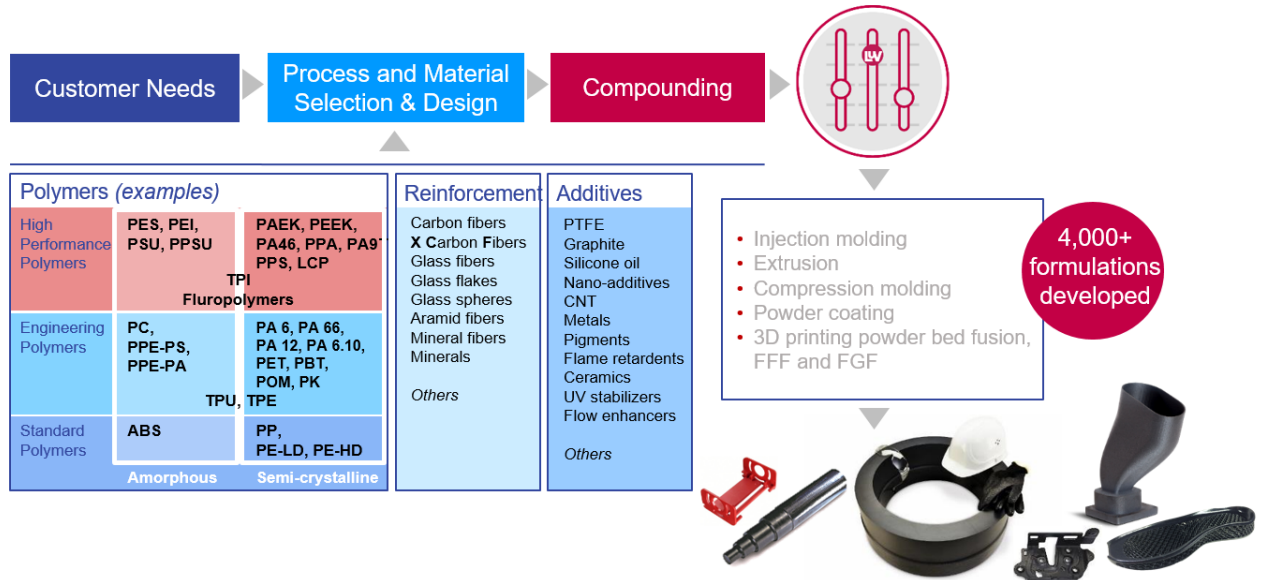 Customer Needs
Process and Material
Selection & Design
Compounding
LW
Polymers (examples)
High
Performance
Polymers
PES, PEI,
PSU, PPSU
PAEK, PEEK,
PA46, PPA, PA9T
PPS, LCP
TPI
Fluropolymers
Engineering
Polymers
PC,
PPE-PS,
PPE-PA
PA 6, PA 66,
PA 12, PA 6.10,
PET, PBT,
POM, PK
TPU, TPE
Standard
Polymers
ABS
PP,
PE-LD, PE-HD
Amorphous
Semi-crystalline
Reinforcement
Carbon fibers
X Carbon Fibers
Glass fibers
Glass flakes
Glass spheres
Aramid fibers
Mineral fibers
Minerals
Others
Additives
PTFE
Graphite
Silicone oil
Nano-additives
CNT
Metals
Pigments
Flame retardents
Ceramics
UV stabilizers
Flow enhancers
Others
• Injection molding
• Extrusion
• Compression molding
• Powder coating
• 3D printing powder bed fusion,
FFF and FGF
4,000+
formulations
developed